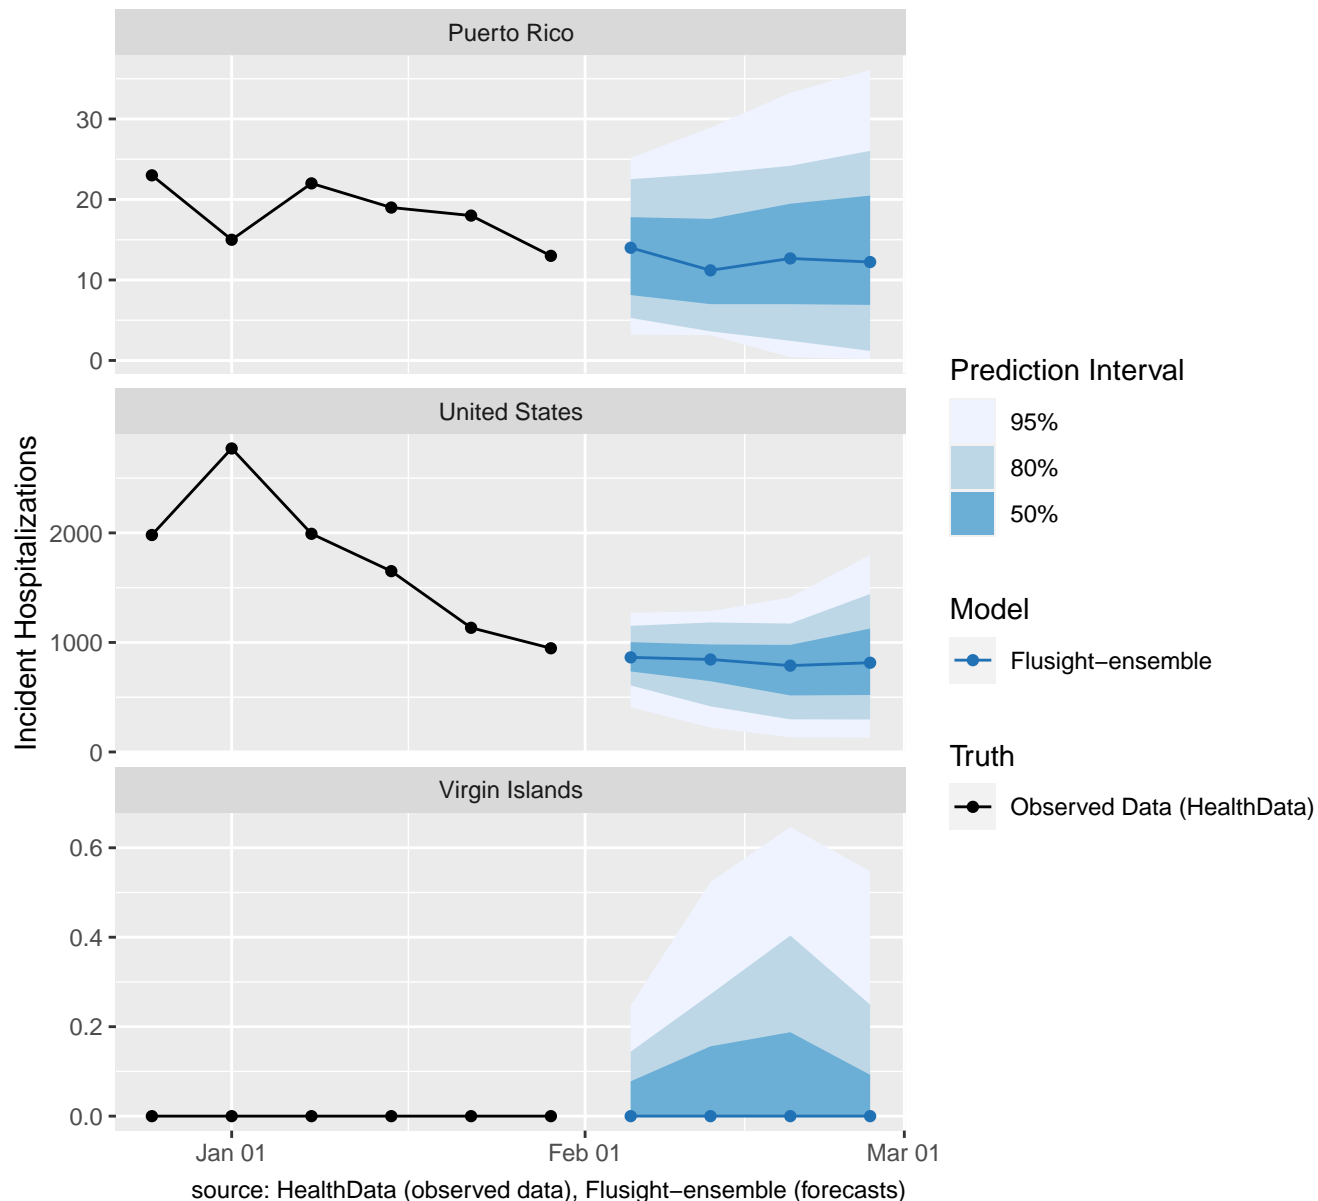 Puerto Rico
30
20
10
0
United States
2000
1000
0
Virgin Islands
0.6
0.4
0.2
0.0
Jan 01
Feb 01
Mar 01
Incident Hospitalizations
source: HealthData (observed data), Flusight−ensemble (forecasts)
Prediction Interval
95%
80%
50%
Model
Flusight−ensemble
Truth
Observed Data (HealthData)